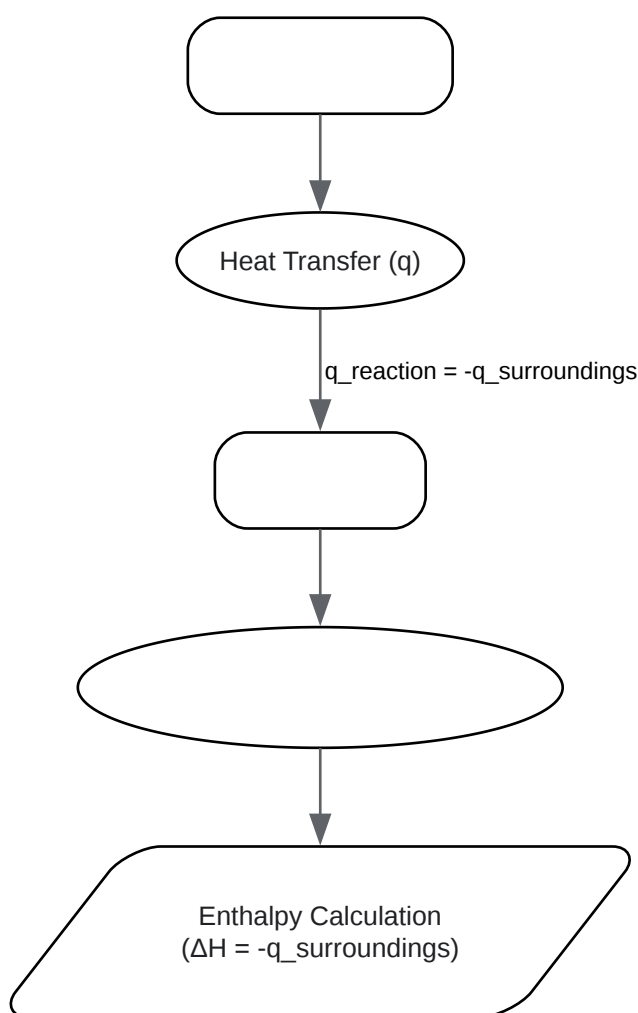 Heat Transfer (q)
q_reaction = -q_surroundings
Enthalpy Calculation
(ΔH = -q_surroundings)